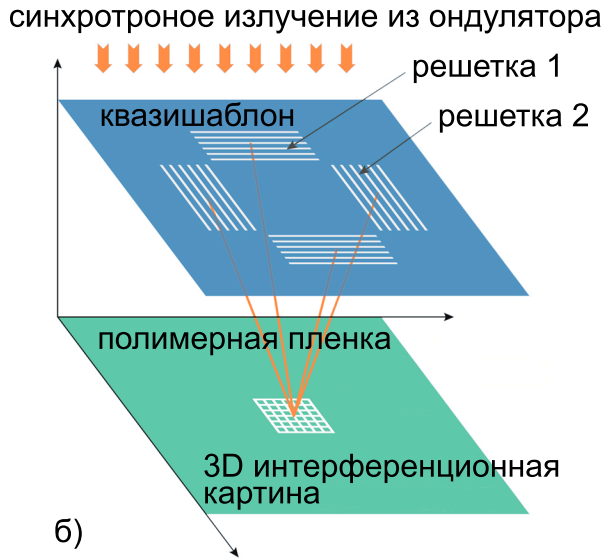 синхротроное излучение из ондулятора
решетка 1
квазишаблон
решетка 2
полимерная пленка
3D интерференционная
картина
б)